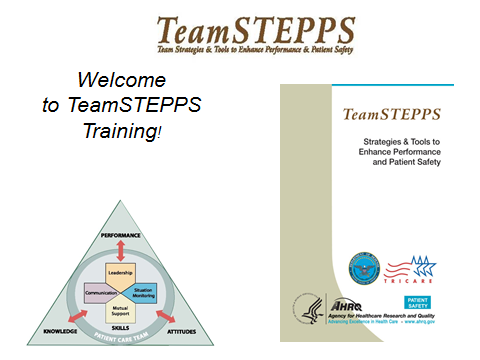 TeamSTEPPS
Team Strategies & Tools to Enhance Performance & Patient Safety
Welcome
to TeamSTEPPS
Training!
TeamSTEPPS
Strategies & Tools to
Enhance Performance
and Patient Safety
TRICARE
AHRQ
Agency for Healthcare Research and Quality
Advancing Excellence in Health Care • www.ahrq.gov
PATIENT
SAFETY
PERFORMANCE
Leadership
Communication
Situation
Monitoring
Mutual
Support
KNOWLEDGE
SKILLS
ATTITUDES
PATIENT CARE TEAM